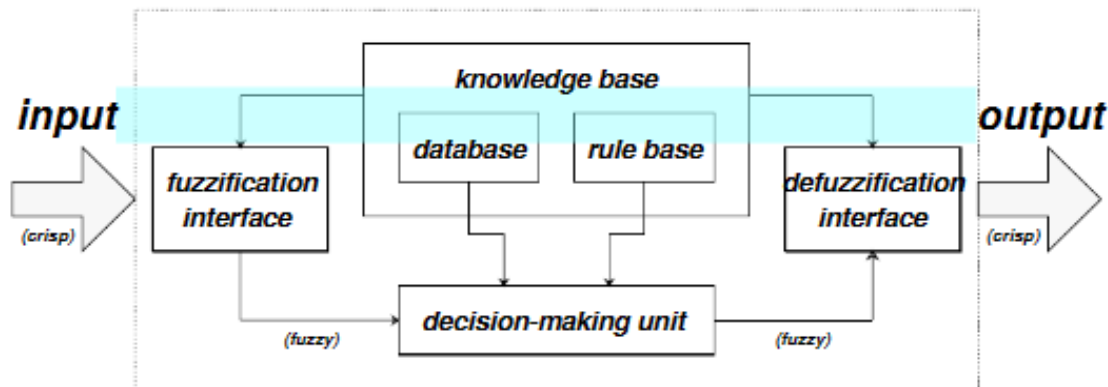 knowledge base
input
output
database
rule base
fuzzification
interface
defuzzification
interface
(crisp)
(crisp)
decision-making unit
(fuzzy)
(fuzzy)